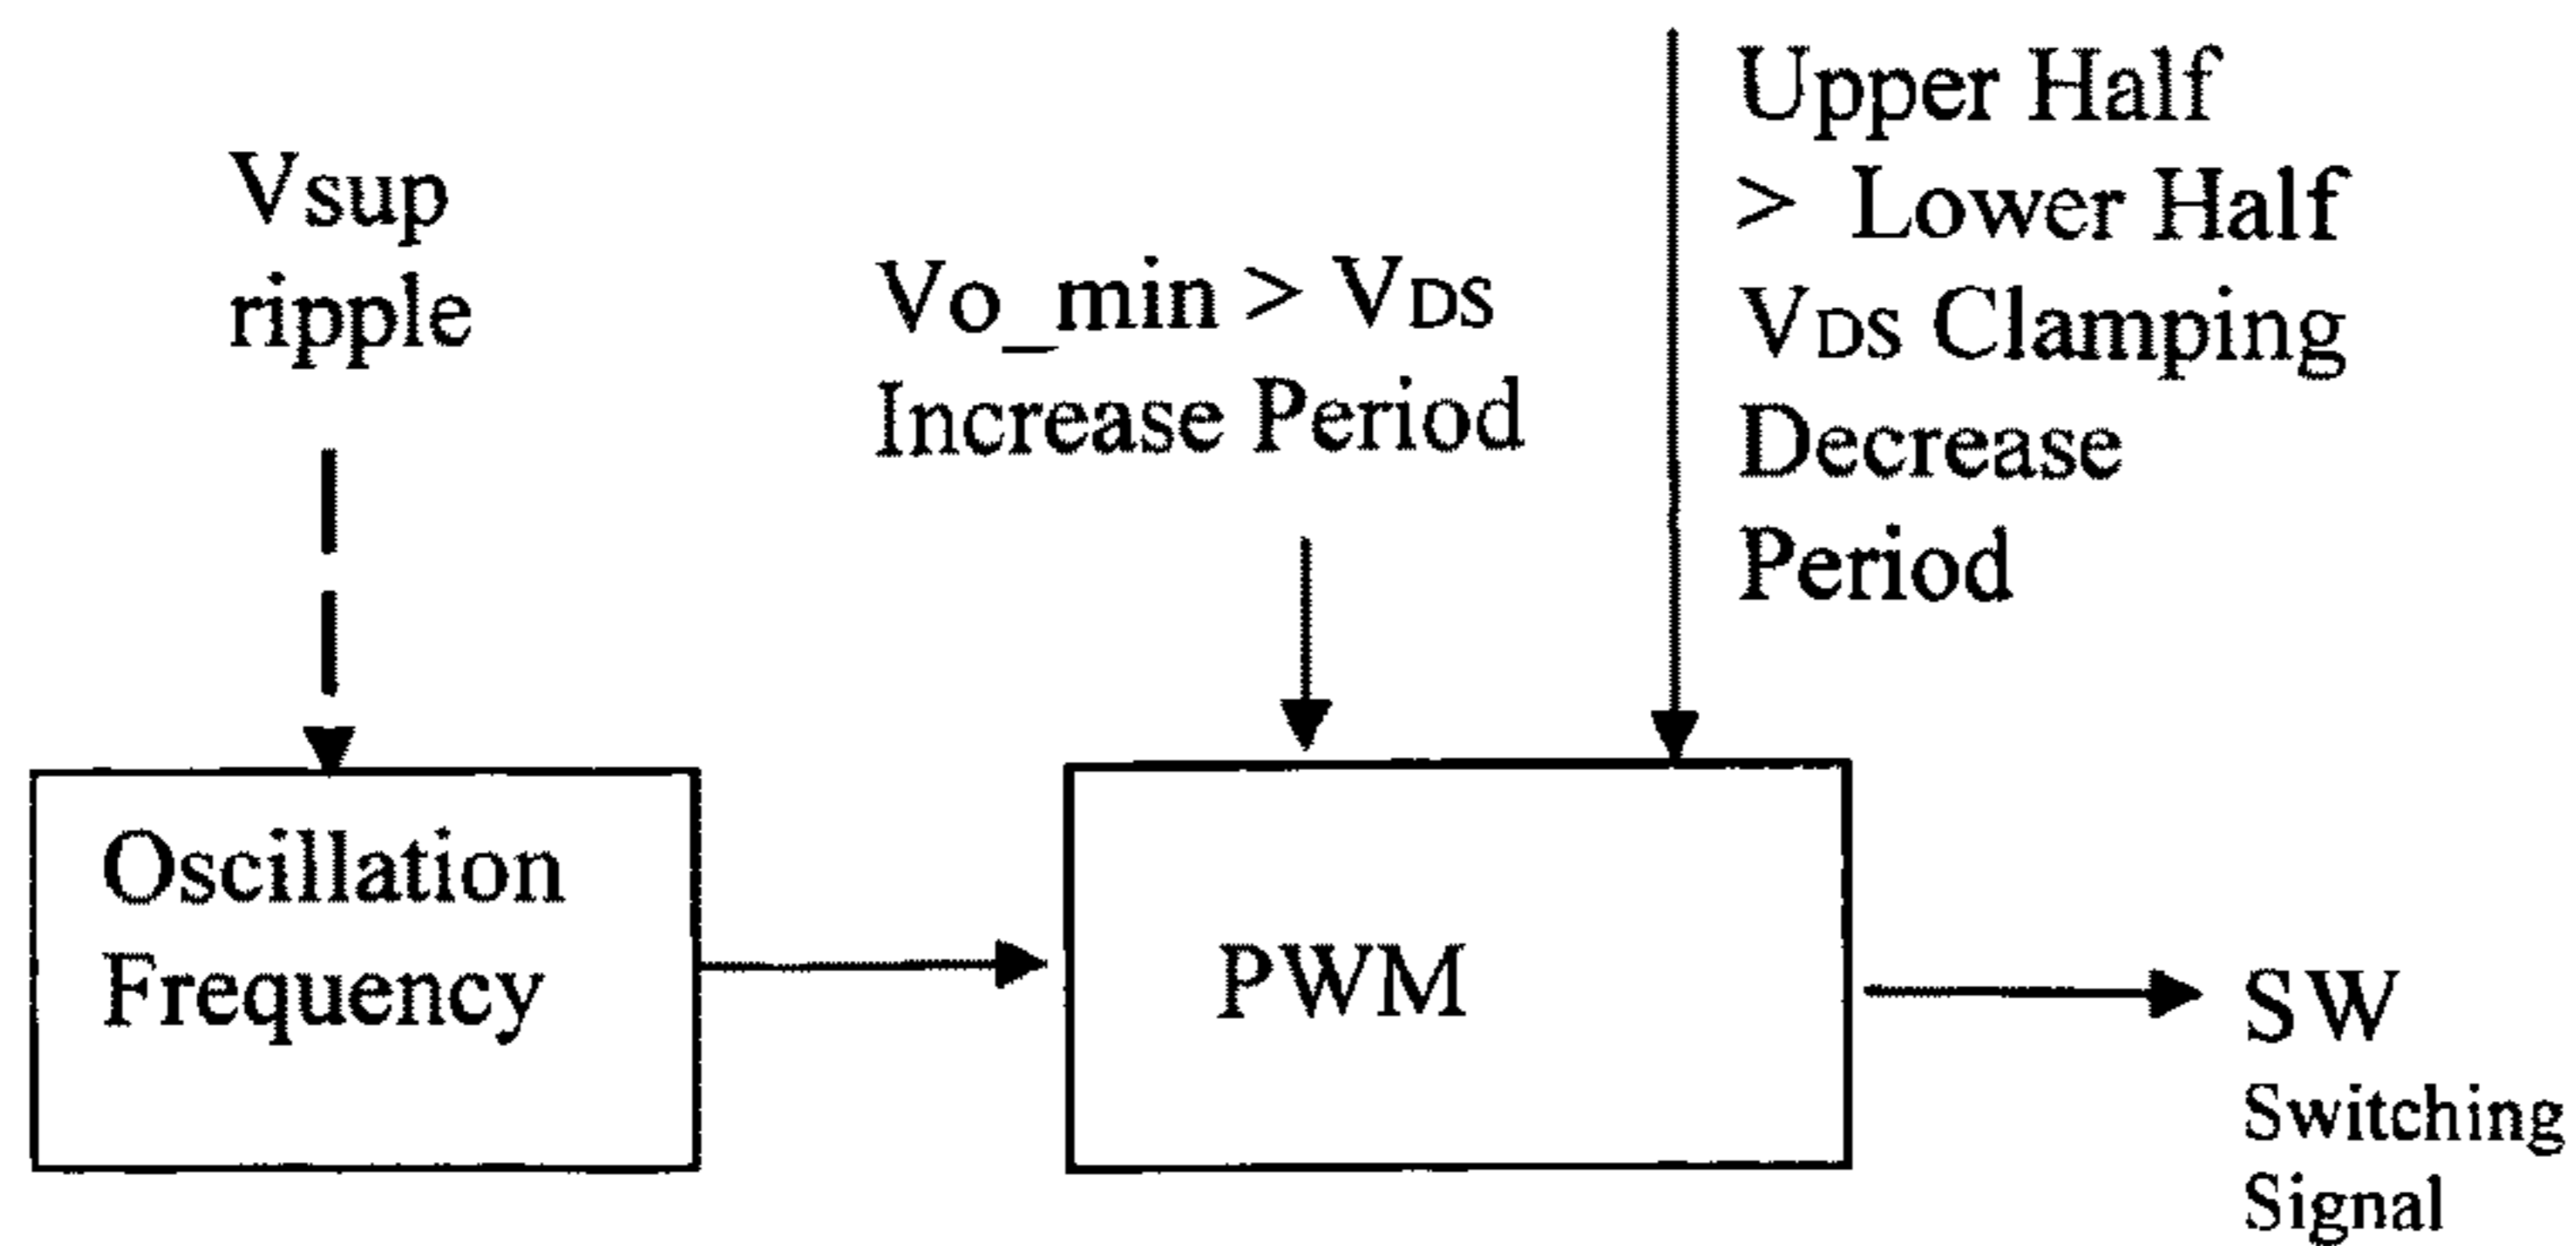 Vsup
ripple
Vo_min > VDS
Increase Period
Upper Half
> Lower Half
VDS Clamping
Decrease
Period
Oscillation
Frequency
PWM
SW
Switching
Signal